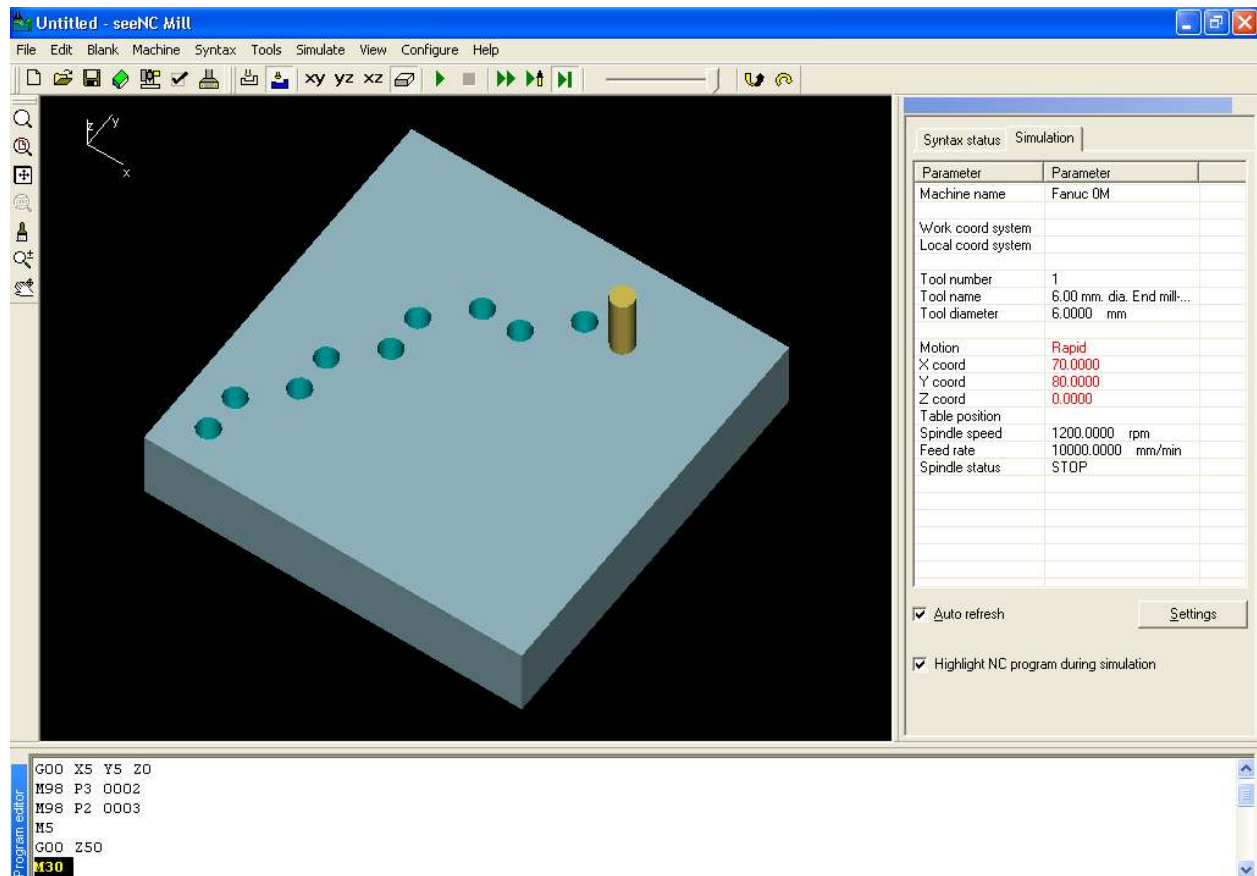 Untitled - seeNC Mill
File Edit Blank Machine Syntax Tools Simulate View Configure Help
xy yz xz
z y
x
Syntax status Simulation
Parameter Parameter
Machine name Fanuc 0M
Work coord system
Local coord system
Tool number 1
Tool name 6.00 mm. dia. End mill-...
Tool diameter 6.0000 mm
Motion Rapid
X coord 70.0000
Y coord 80.0000
Z coord 0.0000
Table position
Spindle speed 1200.0000 rpm
Feed rate 10000.0000 mm/min
Spindle status STOP
Auto refresh Settings
Highlight NC program during simulation
Program editor
G00 X5 Y5 Z0
M98 P3 0002
M98 P2 0003
M5
G00 Z50
M30